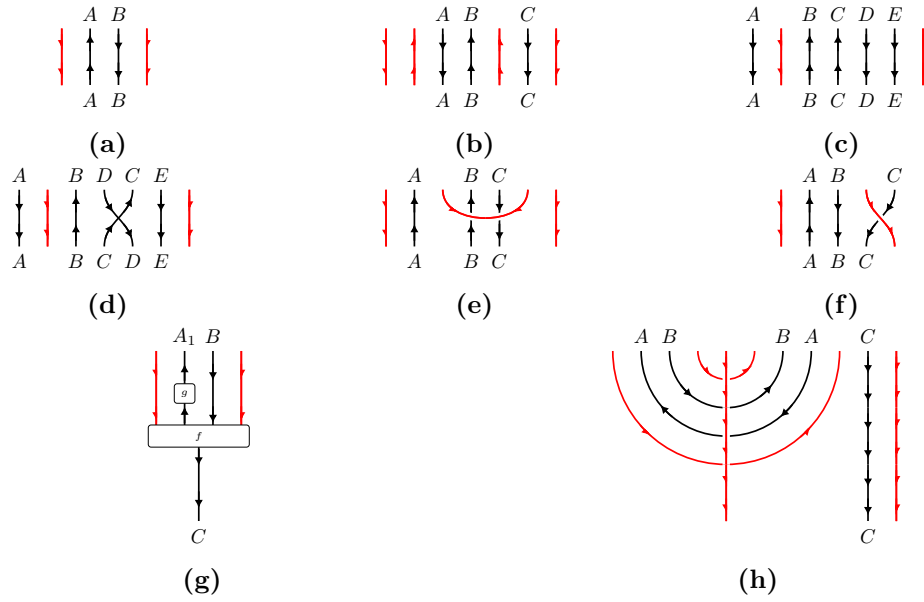 A B A B C A B C D E
A B A B C A B C D E
(a) (b) (c)
A B D C E A B C A B C
A B C D E A B C A B C
(d) (e) (f)
A1 B A B B A C
g
f
C C
(g) (h)